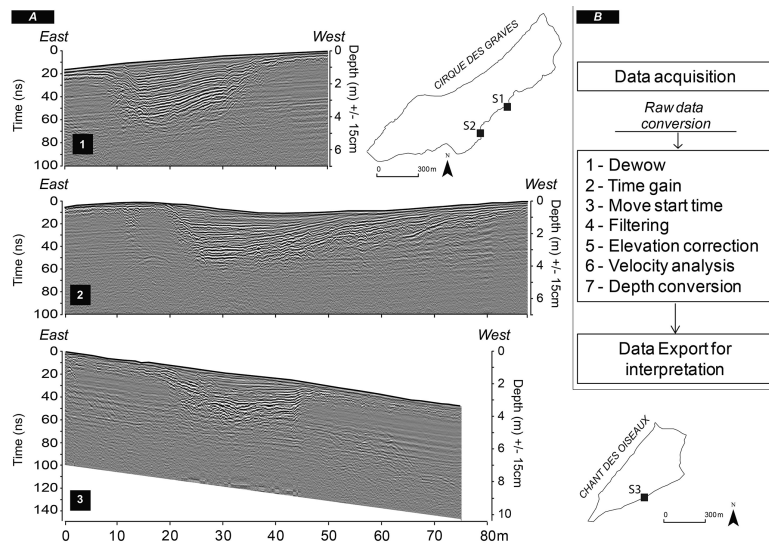 A
B
East
West
0
20
40
60
80
100
Time (ns)
0
2
4
6
Depth (m) +/- 15cm
1
CIRQUE DES GRAVES
S1
S2
N
0
300 m
East
West
0
20
40
60
80
100
Time (ns)
0
2
4
6
Depth (m) +/- 15cm
2
East
West
0
20
40
60
80
100
120
140
Time (ns)
0
2
4
6
8
10
Depth (m) +/- 15cm
3
0
10
20
30
40
50
60
70
80m
Data acquisition
Raw data
conversion
1 - Dewow
2 - Time gain
3 - Move start time
4 - Filtering
5 - Elevation correction
6 - Velocity analysis
7 - Depth conversion
Data Export for
interpretation
CHANT DES OISEAUX
S3
0
300 m
N